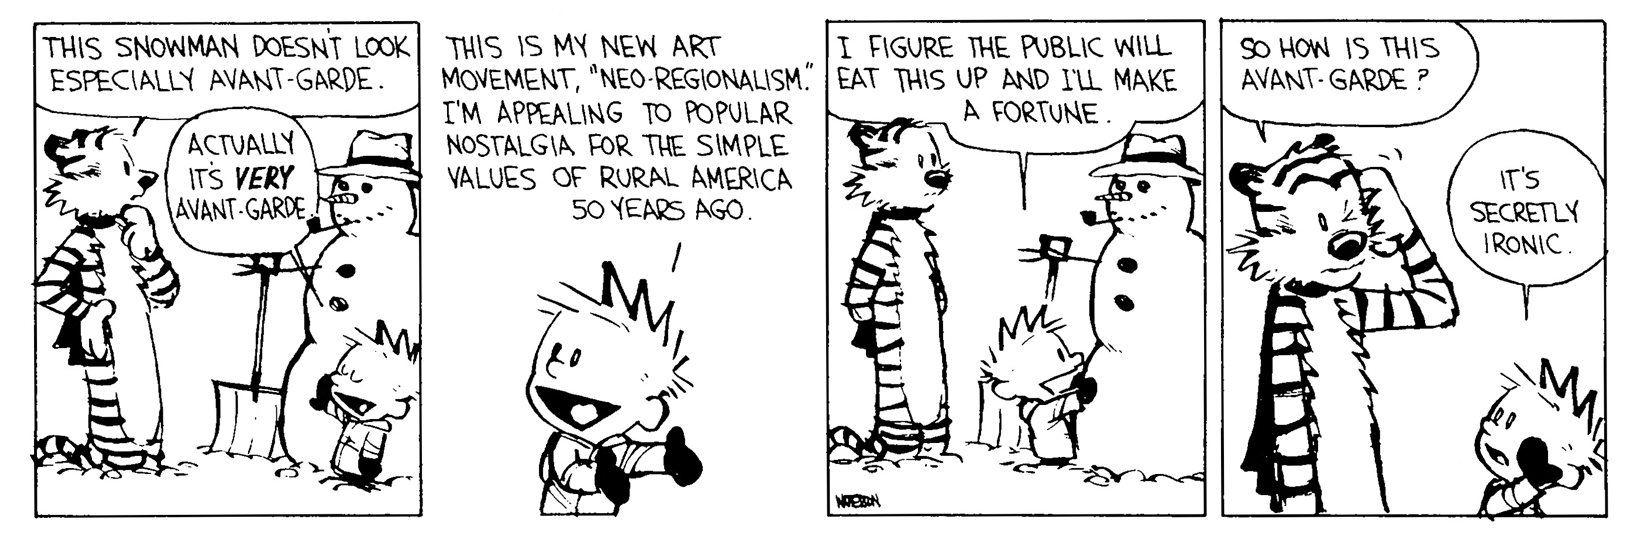 THIS SNOWMAN DOESN'T LOOK
ESPECIALLY AVANT-GARDE.
ACTUALLY
IT'S VERY
AVANT-GARDE.
THIS IS MY NEW ART
MOVEMENT, "NEO-REGIONALISM."
I'M APPEALING TO POPULAR
NOSTALGIA FOR THE SIMPLE
VALUES OF RURAL AMERICA
50 YEARS AGO.
I FIGURE THE PUBLIC WILL
EAT THIS UP AND I'LL MAKE
A FORTUNE.
WATTERSON
SO HOW IS THIS
AVANT-GARDE?
IT'S
SECRETLY
IRONIC.